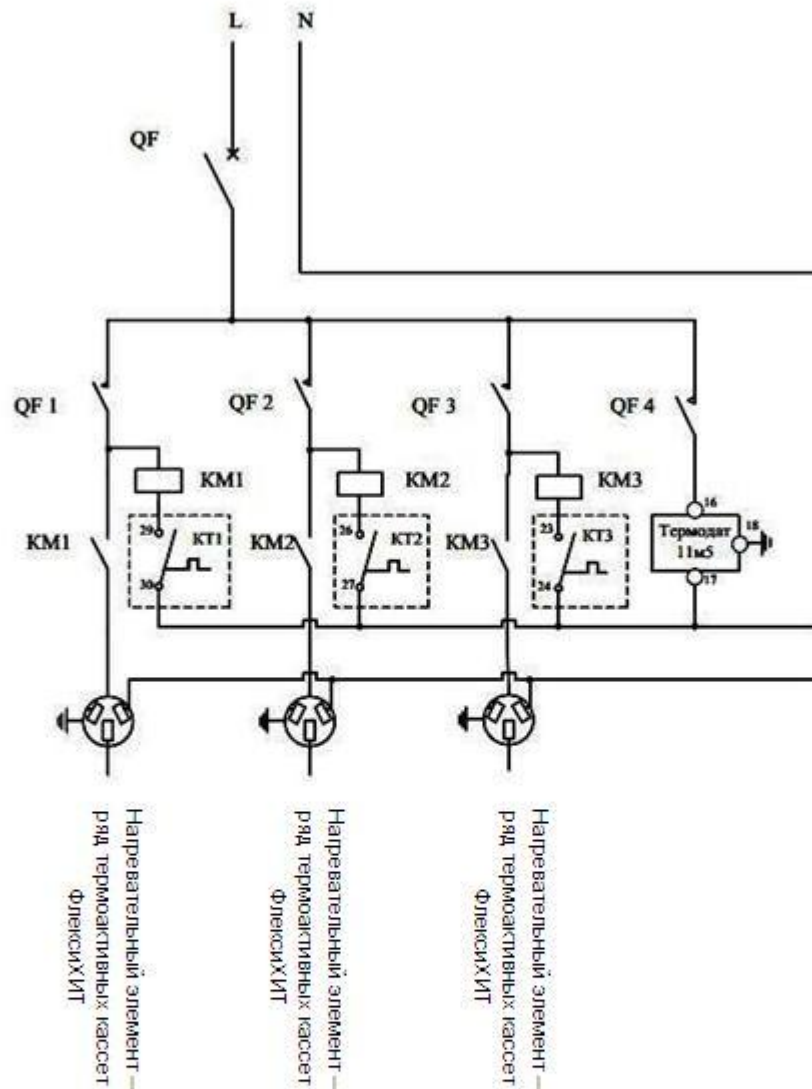 L N
QF
QF 1 QF 2 QF 3 QF 4
KM1 KM2 KM3
16
29 26 23
Термодат 18
11м5
KM1 KT1 KM2 KT2 KM3 KT3
30 27 24 17
Нагревательный элемент –
ряд термоактивных кассет
ФлексиХИТ
Нагревательный элемент –
ряд термоактивных кассет
ФлексиХИТ
Нагревательный элемент –
ряд термоактивных кассет
ФлексиХИТ